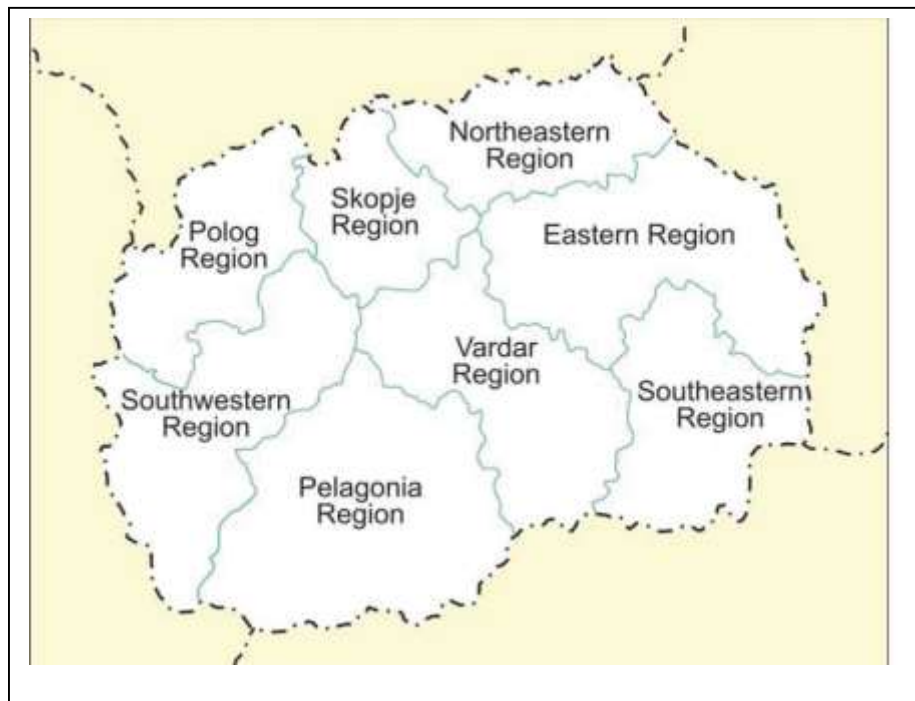 Northeastern
Region
Skopje
Region
Polog
Region
Eastern Region
Vardar
Region
Southwestern
Region
Southeastern
Region
Pelagonia
Region